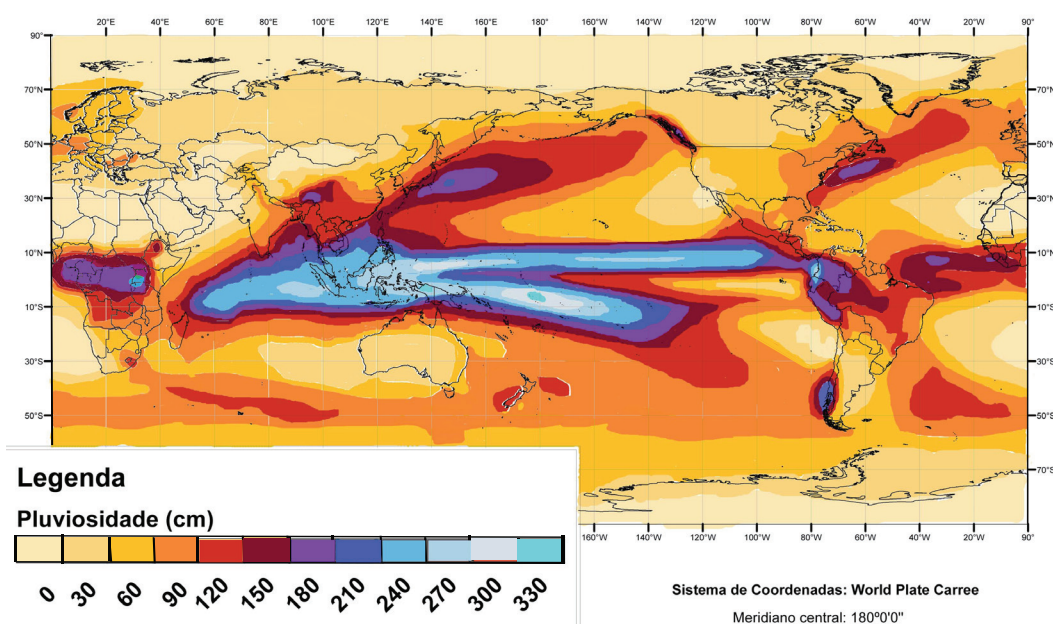 20°E 40°E 60°E 80°E 100°E 120°E 140°E 160°E 180° 160°W 140°W 120°W 100°W 80°W 60°W 40°W 20°W 90°
90°
70°N 70°N
50°N 50°N
30°N 30°N
10°N 10°N
10°S 10°S
30°S 30°S
50°S 50°S
70°S
160°W 140°W 120°W 100°W 80°W 60°W 40°W 20°W 90°
Legenda
Pluviosidade (cm)
0 30 60 90 120 150 180 210 240 270 300 330
Sistema de Coordenadas: World Plate Carree
Meridiano central: 180º0'0"